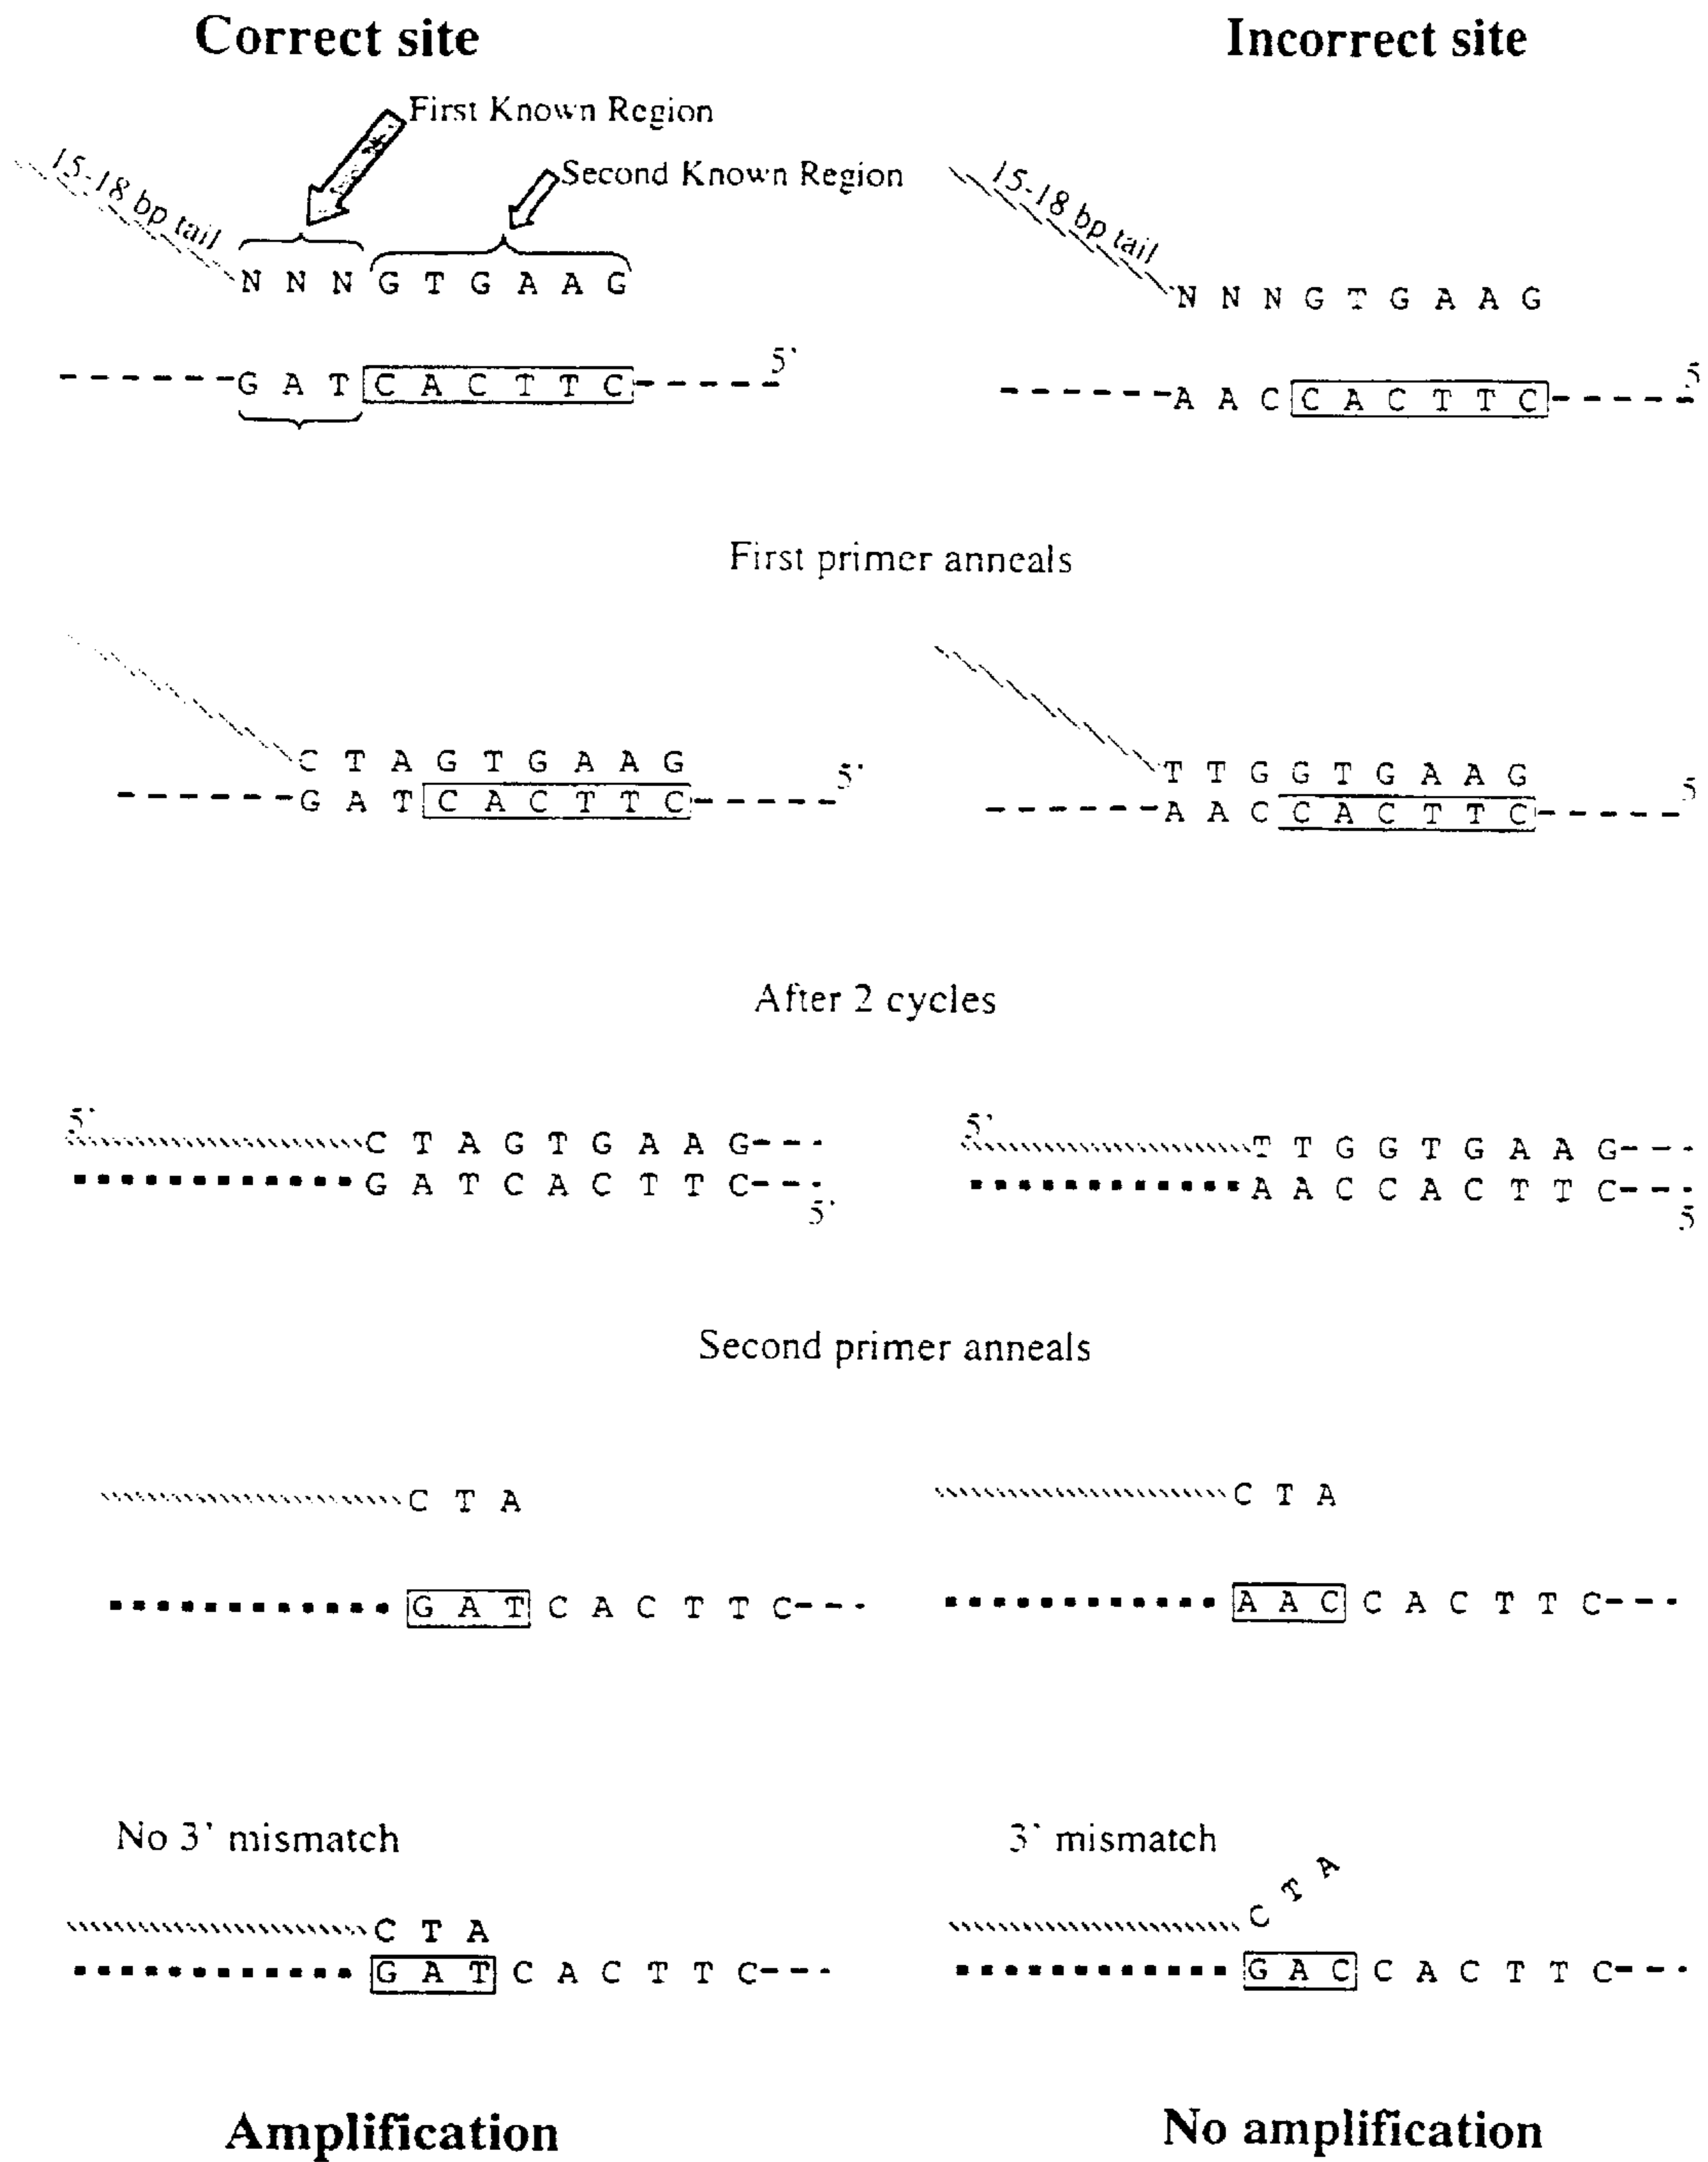 Correct site
Incorrect site
First Known Region
Second Known Region
15-18 bp tail
15-18 bp tail
N N N G T G A A G
N N N G T G A A G
5'
5
G A T C A C T T C
A A C C A C T T C
First primer anneals
C T A G T G A A G
T T G G T G A A G
5'
5
G A T C A C T T C
A A C C A C T T C
After 2 cycles
5'
5'
C T A G T G A A G
T T G G T G A A G
G A T C A C T T C
A A C C A C T T C
5'
5
Second primer anneals
C T A
C T A
G A T C A C T T C
A A C C A C T T C
No 3' mismatch
3' mismatch
C T A
C T A
G A T C A C T T C
G A C C A C T T C
Amplification
No amplification